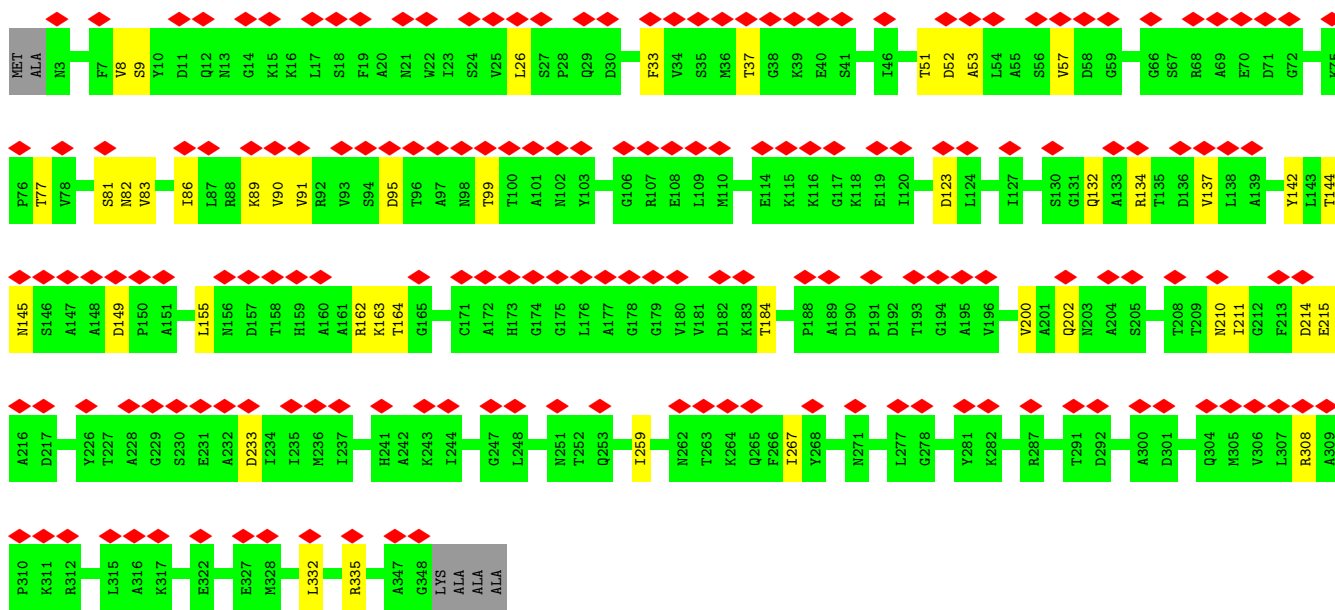 MET ALA N3 F7 V8 S9 Y10 D11 Q12 N13 G14 K15 K16 L17 S18 F19 A20 N21 W22 I23 S24 V25 L26 S27 P28 Q29 D30 F33 V34 S35 M36 T37 G38 K39 E40 S41 I46 T51 D52 A53 L54 A55 S56 V57 D58 G59 G66 S67 R68 A69 E70 D71 G72 K75
P76 T77 V78 S81 N82 V83 I86 L87 R88 K89 V90 V91 R92 V93 S94 D95 T96 A97 N98 T99 T100 A101 N102 Y103 G106 R107 E108 L109 M110 E114 K115 K116 G117 K118 E119 I120 D123 L124 I127 S130 G131 Q132 A133 R134 T135 D136 V137 L138 A139 Y142 L143 T144
N145 S146 A147 A148 D149 P150 A151 L155 N156 D157 T158 H159 A160 A161 R162 K163 T164 G165 C171 A172 H173 G174 G175 L176 A177 G178 G179 V180 V181 D182 K183 T184 P188 A189 D190 P191 D192 T193 G194 A195 V196 V200 A201 Q202 N203 A204 S205 T208 T209 N210 I211 G212 F213 D214 E215
A216 D217 Y226 T227 A228 G229 S230 E231 A232 D233 I234 I235 M236 I237 H241 A242 K243 I244 G247 L248 N251 T252 Q253 I259 N262 T263 K264 Q265 F266 I267 Y268 N271 L277 G278 Y281 K282 R287 T291 D292 A300 D301 Q304 M305 V306 L307 R308 A309
P310 K311 R312 L315 A316 K317 E322 E327 M328 L332 R335 A347 G348 LYS ALA ALA ALA